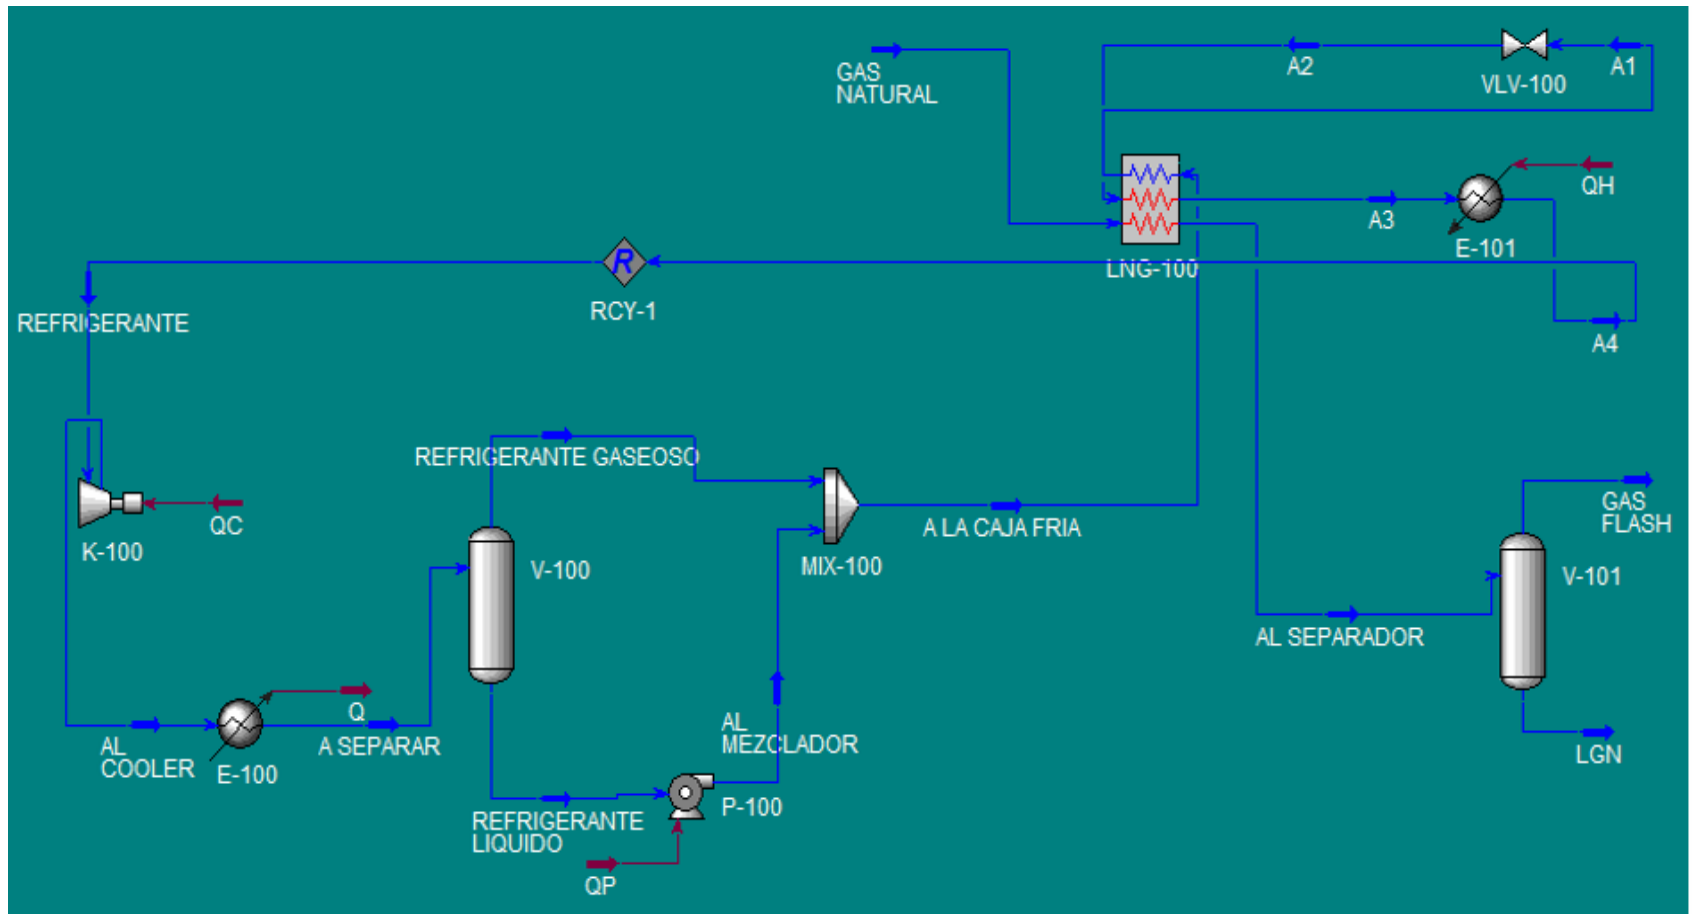 GAS
NATURAL
A2
VLV-100
A1
QH
A3
E-101
LNG-100
R
RCY-1
REFRIGERANTE
A4
REFRIGERANTE GASEOSO
QC
K-100
A LA CAJA FRIA
GAS
FLASH
V-100
MIX-100
V-101
AL SEPARADOR
Q
AL
COOLER
E-100
A SEPARAR
AL
MEZCLADOR
LGN
P-100
REFRIGERANTE
LIQUIDO
QP